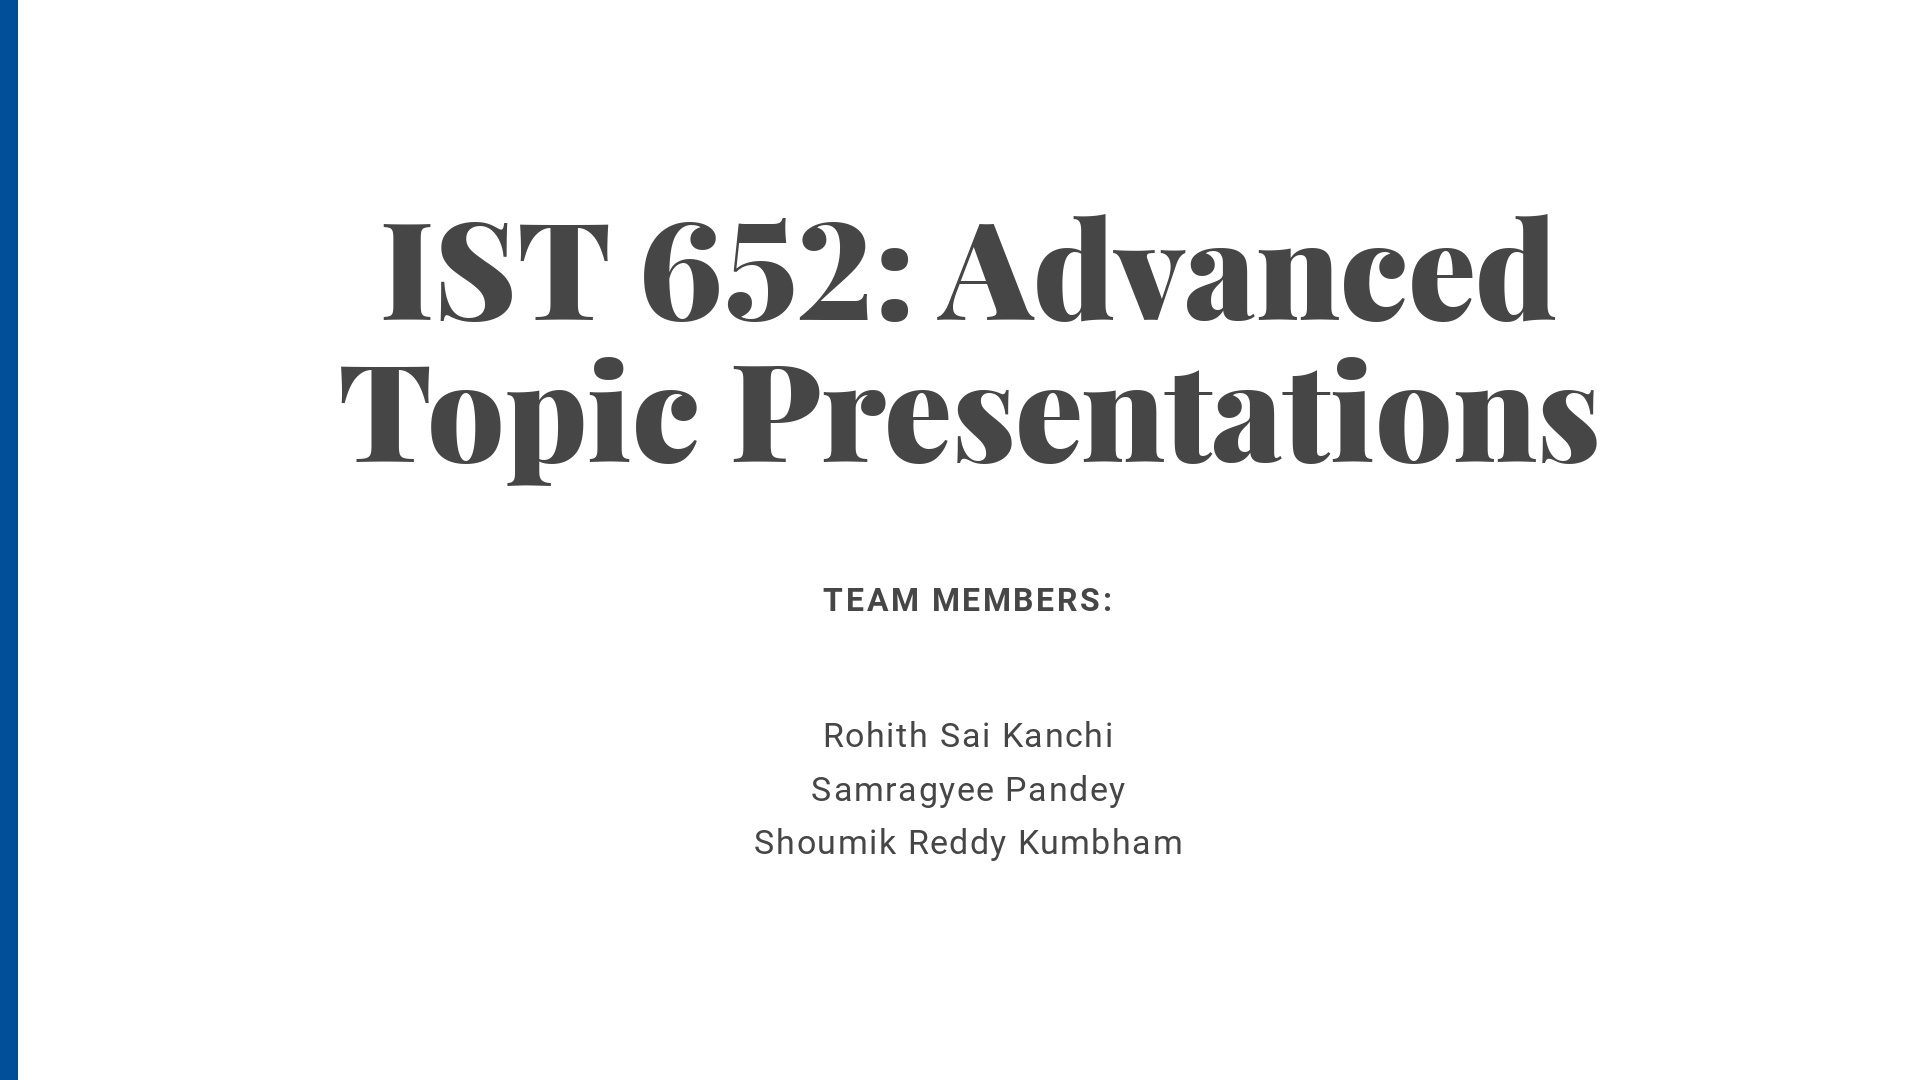 IST 652: Advanced
Topic Presentations
TEAM MEMBERS:
Rohith Sai Kanchi
Samragyee Pandey
Shoumik Reddy Kumbham